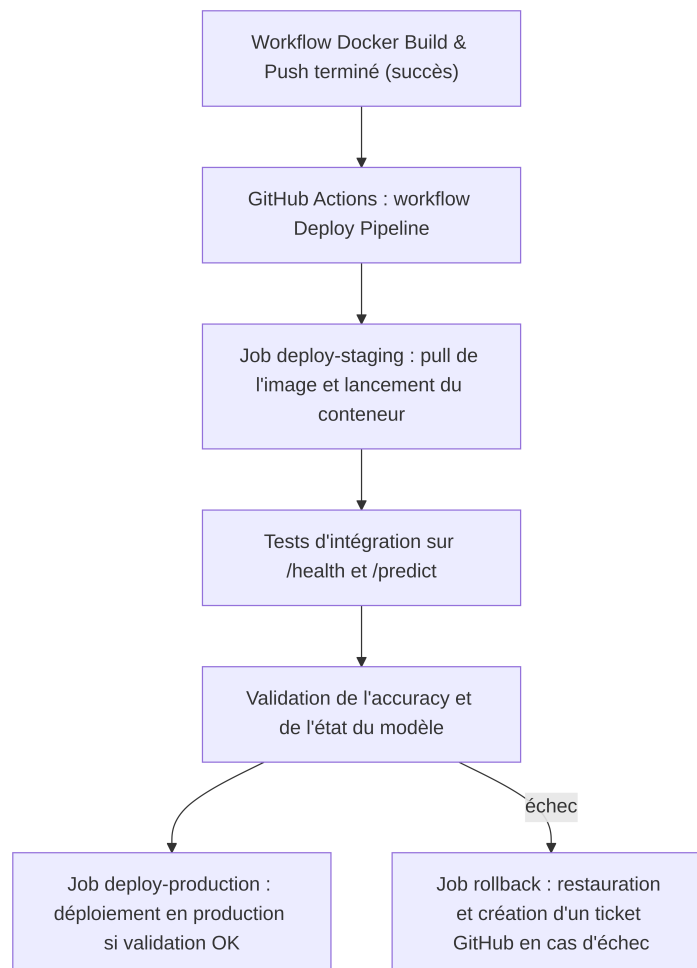 Workflow Docker Build &
Push terminé (succès)
GitHub Actions : workflow
Deploy Pipeline
Job deploy-staging : pull de
l'image et lancement du
conteneur
Tests d'intégration sur
/health et /predict
Validation de l'accuracy et
de l'état du modèle
échec
Job deploy-production :
déploiement en production
si validation OK
Job rollback : restauration
et création d'un ticket
GitHub en cas d'échec